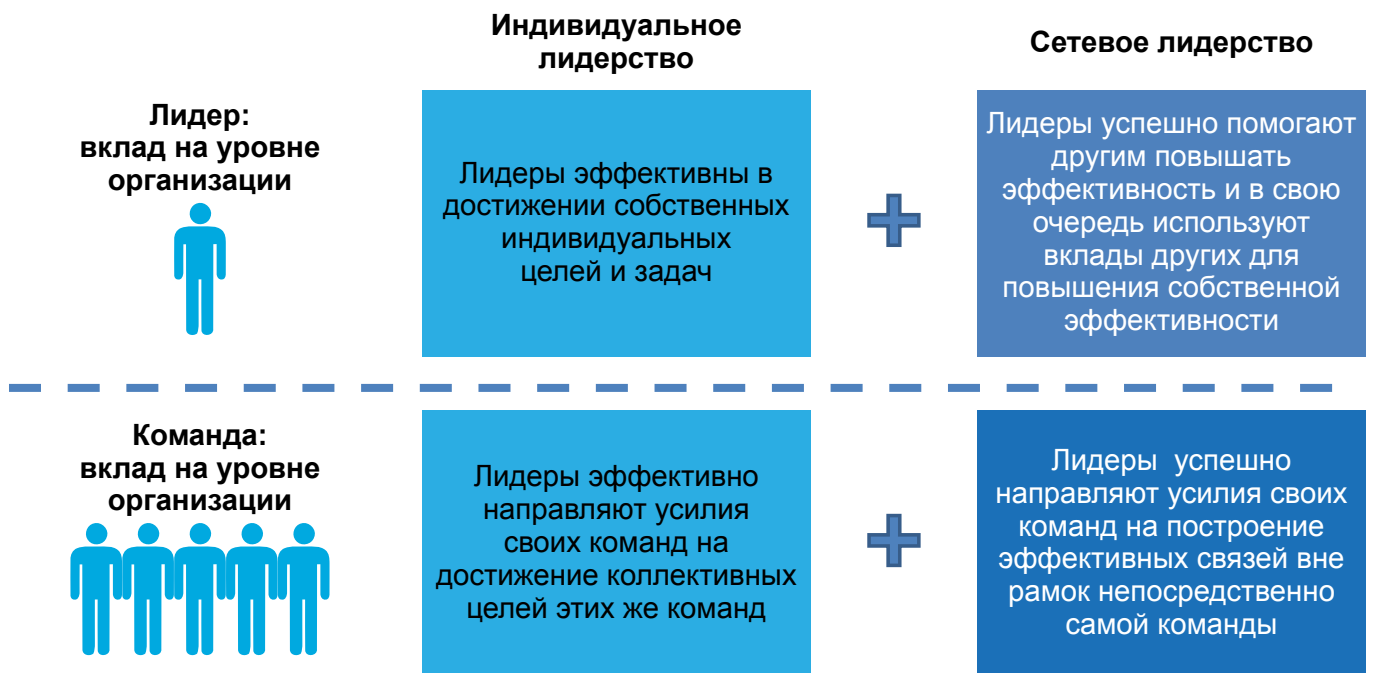 Индивидуальное
лидерство
Сетевое лидерство
Лидер:
вклад на уровне
организации
Лидеры эффективны в
достижении собственных
индивидуальных
целей и задач
Лидеры успешно помогают
другим повышать
эффективность и в свою
очередь используют
вклады других для
повышения собственной
эффективности
Команда:
вклад на уровне
организации
Лидеры эффективно
направляют усилия
своих команд на
достижение коллективных
целей этих же команд
Лидеры успешно
направляют усилия своих
команд на построение
эффективных связей вне
рамок непосредственно
самой команды